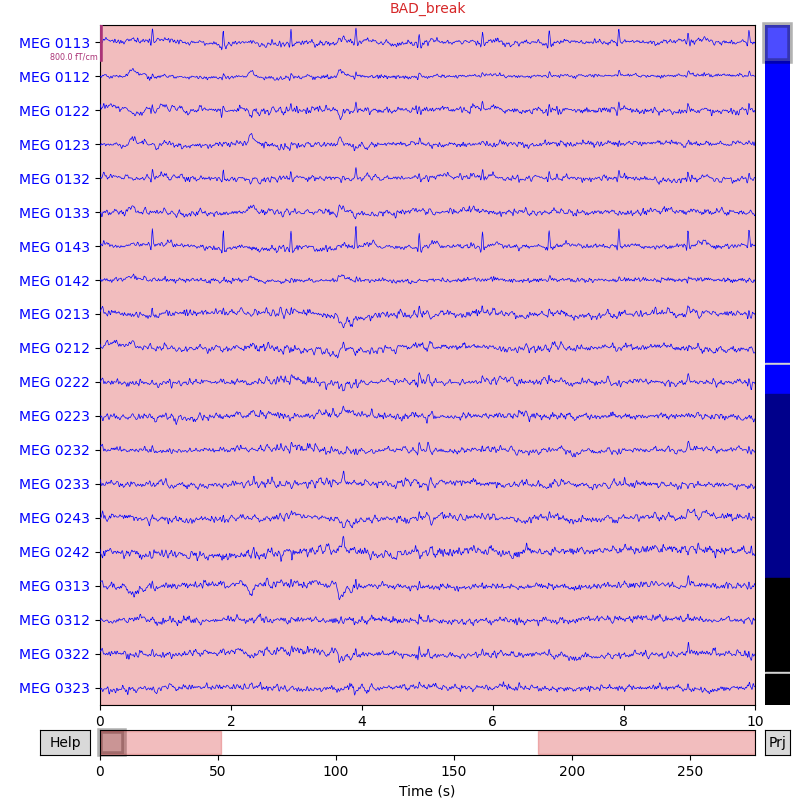 BAD_break
MEG 0113
800.0 fT/cm
MEG 0112
MEG 0122
MEG 0123
MEG 0132
MEG 0133
MEG 0143
MEG 0142
MEG 0213
MEG 0212
MEG 0222
MEG 0223
MEG 0232
MEG 0233
MEG 0243
MEG 0242
MEG 0313
MEG 0312
MEG 0322
MEG 0323
0 2 4 6 8 10
Help Prj
0 50 100 150 200 250
Time (s)